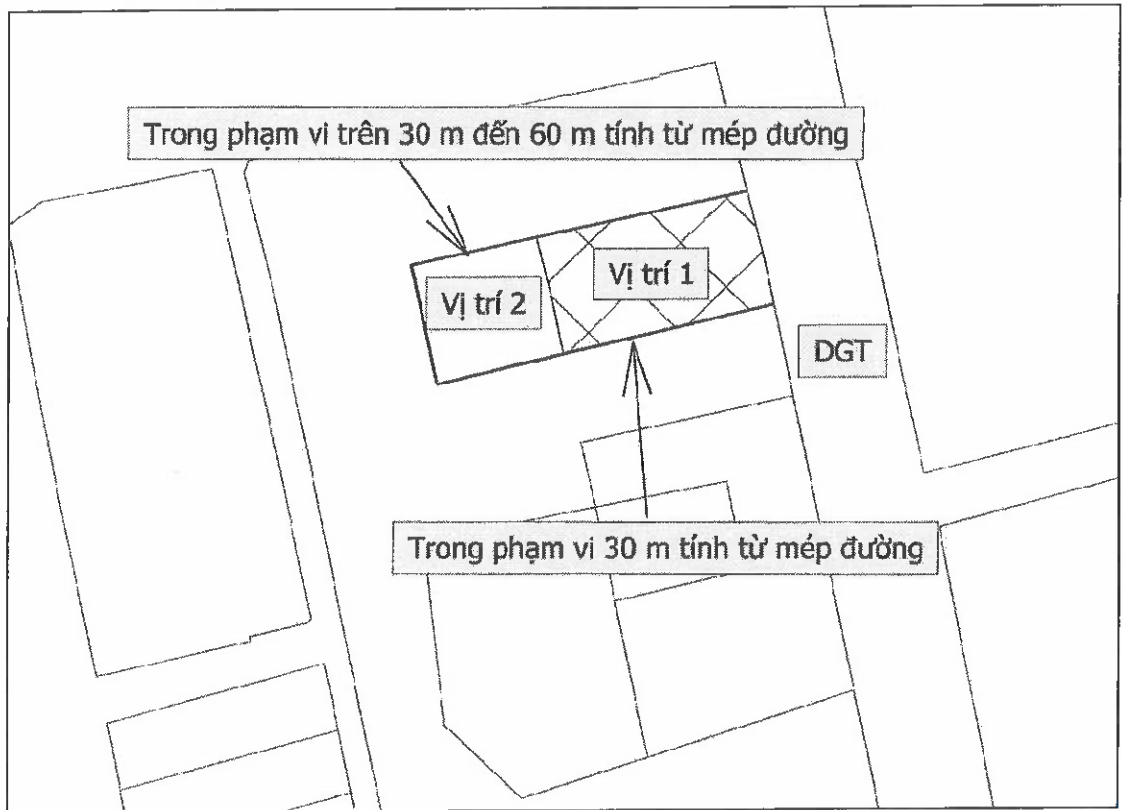 Trong phạm vi trên 30 m đến 60 m tính từ mép đường
Vị trí 1
Vị trí 2
DGT
Trong phạm vi 30 m tính từ mép đường